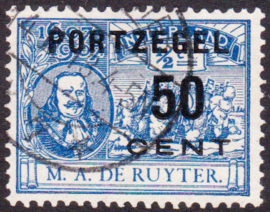 PORTZEGEL
50
CENT
M. A. DE RUYTER.